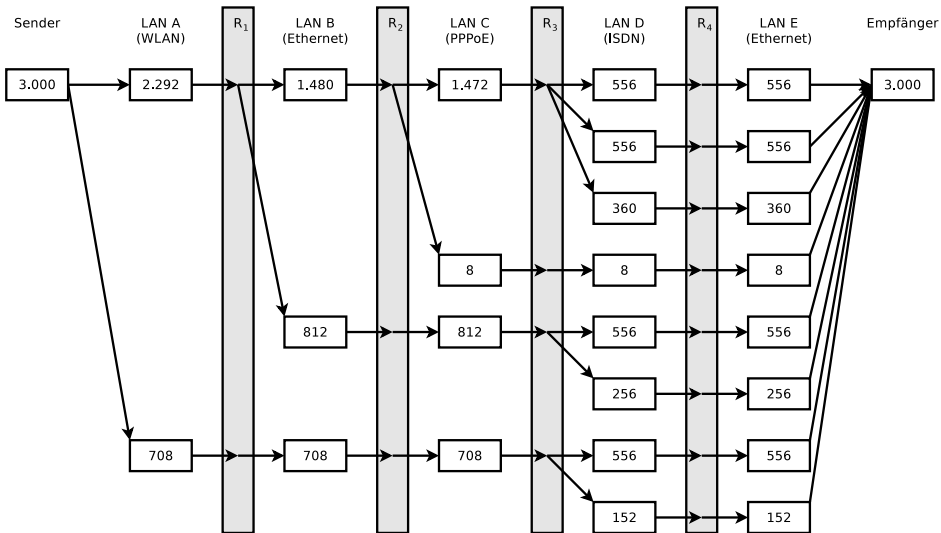 Sender LAN A R1 LAN B R2 LAN C R3 LAN D R4 LAN E Empfänger
(WLAN) (Ethernet) (PPPoE) (ISDN) (Ethernet)
3.000 2.292 1.480 1.472 556 556 3.000
556 556
360 360
8 8 8
812 812 556 556
256 256
708 708 708 556 556
152 152